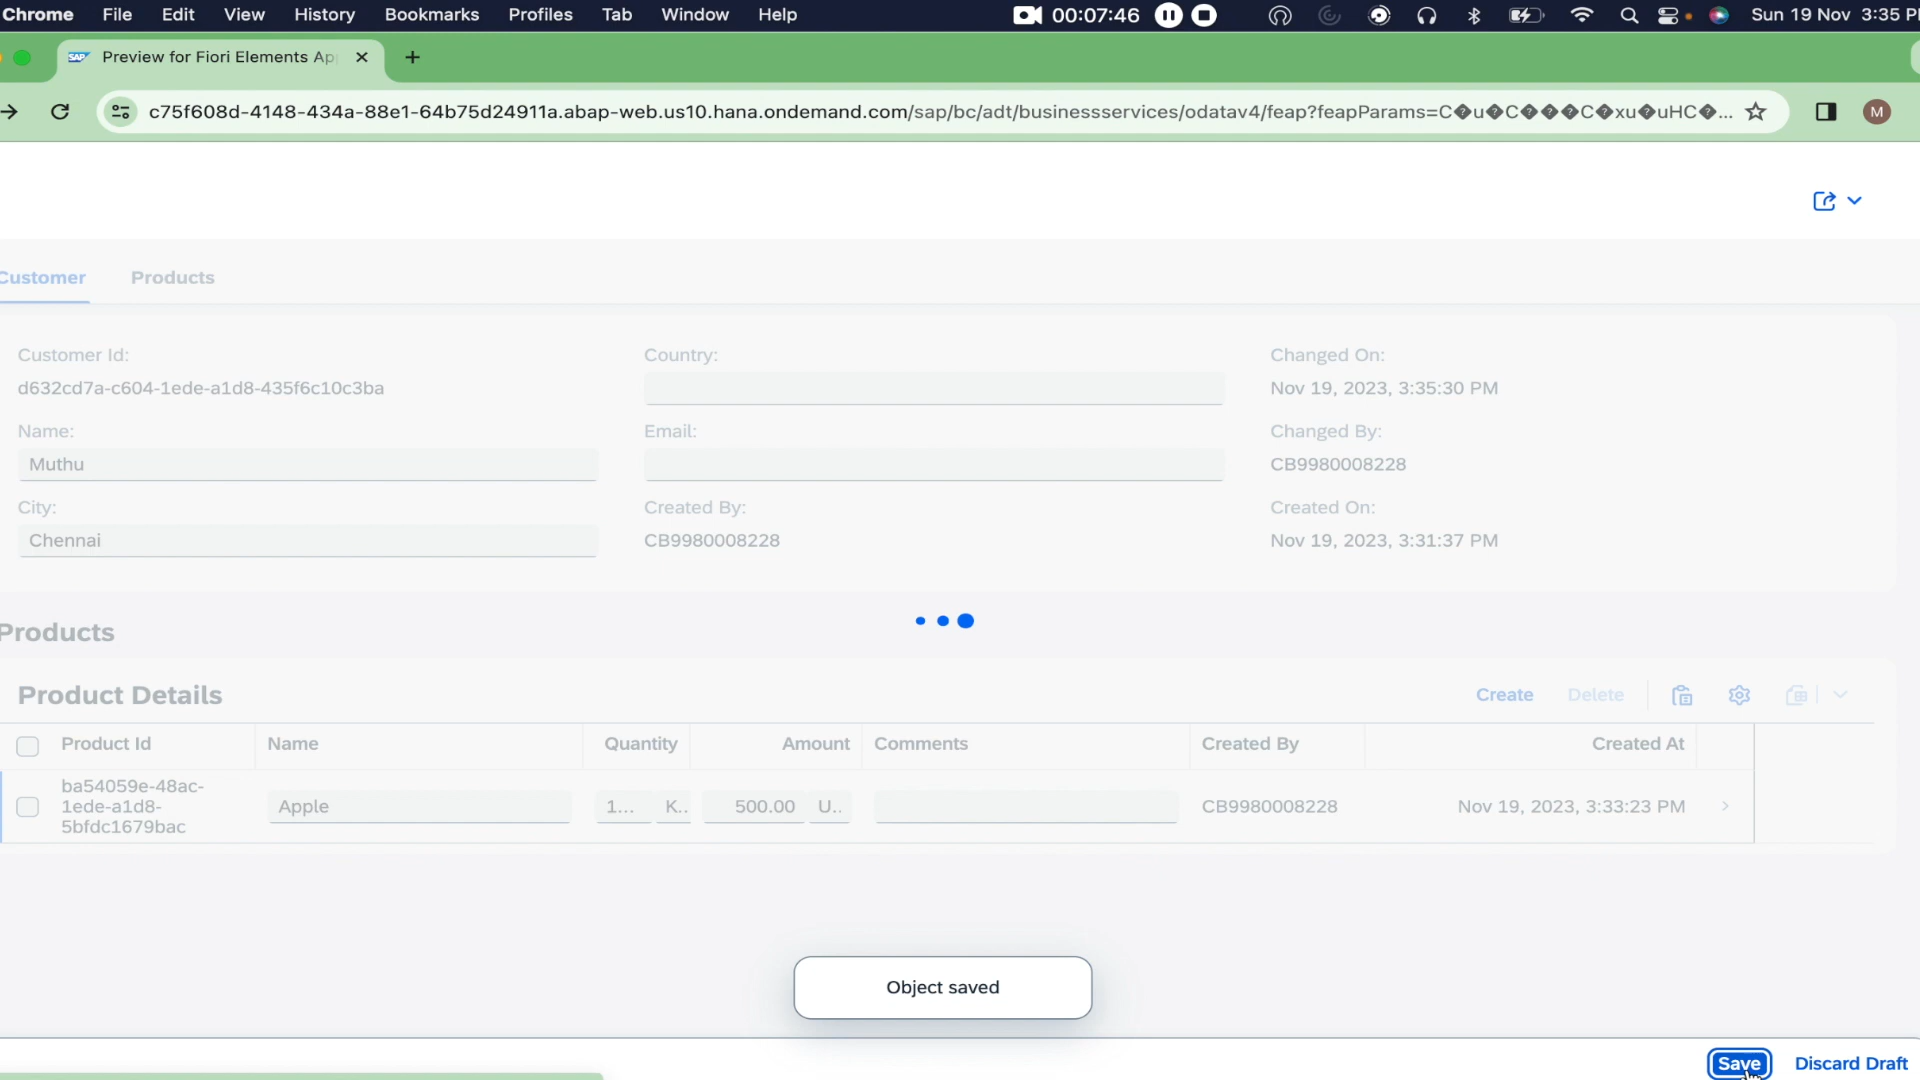 Chrome File Edit View History Bookmarks Profiles Tab Window Help 00:07:46 Sun 19 Nov 3:35 P
SAP Preview for Fiori Elements Ap
c75f608d-4148-434a-88e1-64b75d24911a.abap-web.us10.hana.ondemand.com/sap/bc/adt/businessservices/odatav4/feap?feapParams=C�u�C���C�xu�uHC�... M
Customer Products
Customer Id: Country: Changed On:
d632cd7a-c604-1ede-a1d8-435f6c10c3ba Nov 19, 2023, 3:35:30 PM
Name: Email: Changed By:
Muthu CB9980008228
City: Created By: Created On:
Chennai CB9980008228 Nov 19, 2023, 3:31:37 PM
Products
Product Details Create Delete
Product Id Name Quantity Amount Comments Created By Created At
ba54059e-48ac-
1ede-a1d8- Apple 1... K.. 500.00 U.. CB9980008228 Nov 19, 2023, 3:33:23 PM
5bfdc1679bac
Object saved
Save Discard Draft